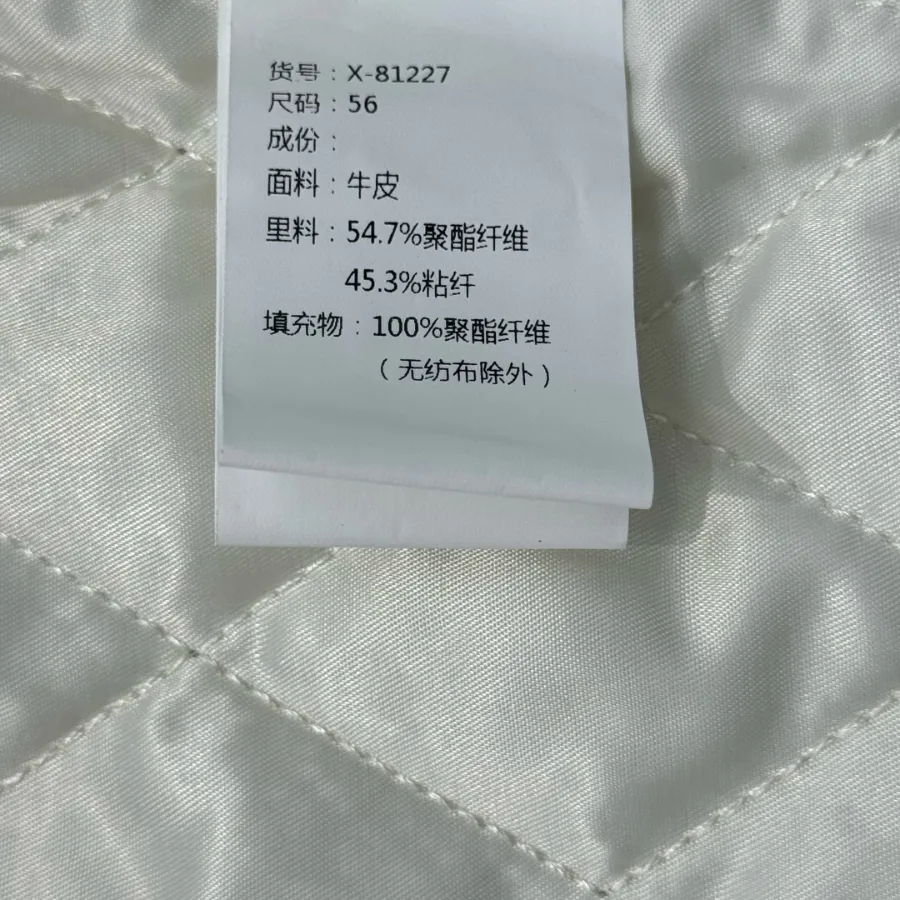 货号：X-81227
尺码：56
成份：
面料：牛皮
里料：54.7%聚酯纤维
45.3%粘纤
填充物：100%聚酯纤维
（无纺布除外）